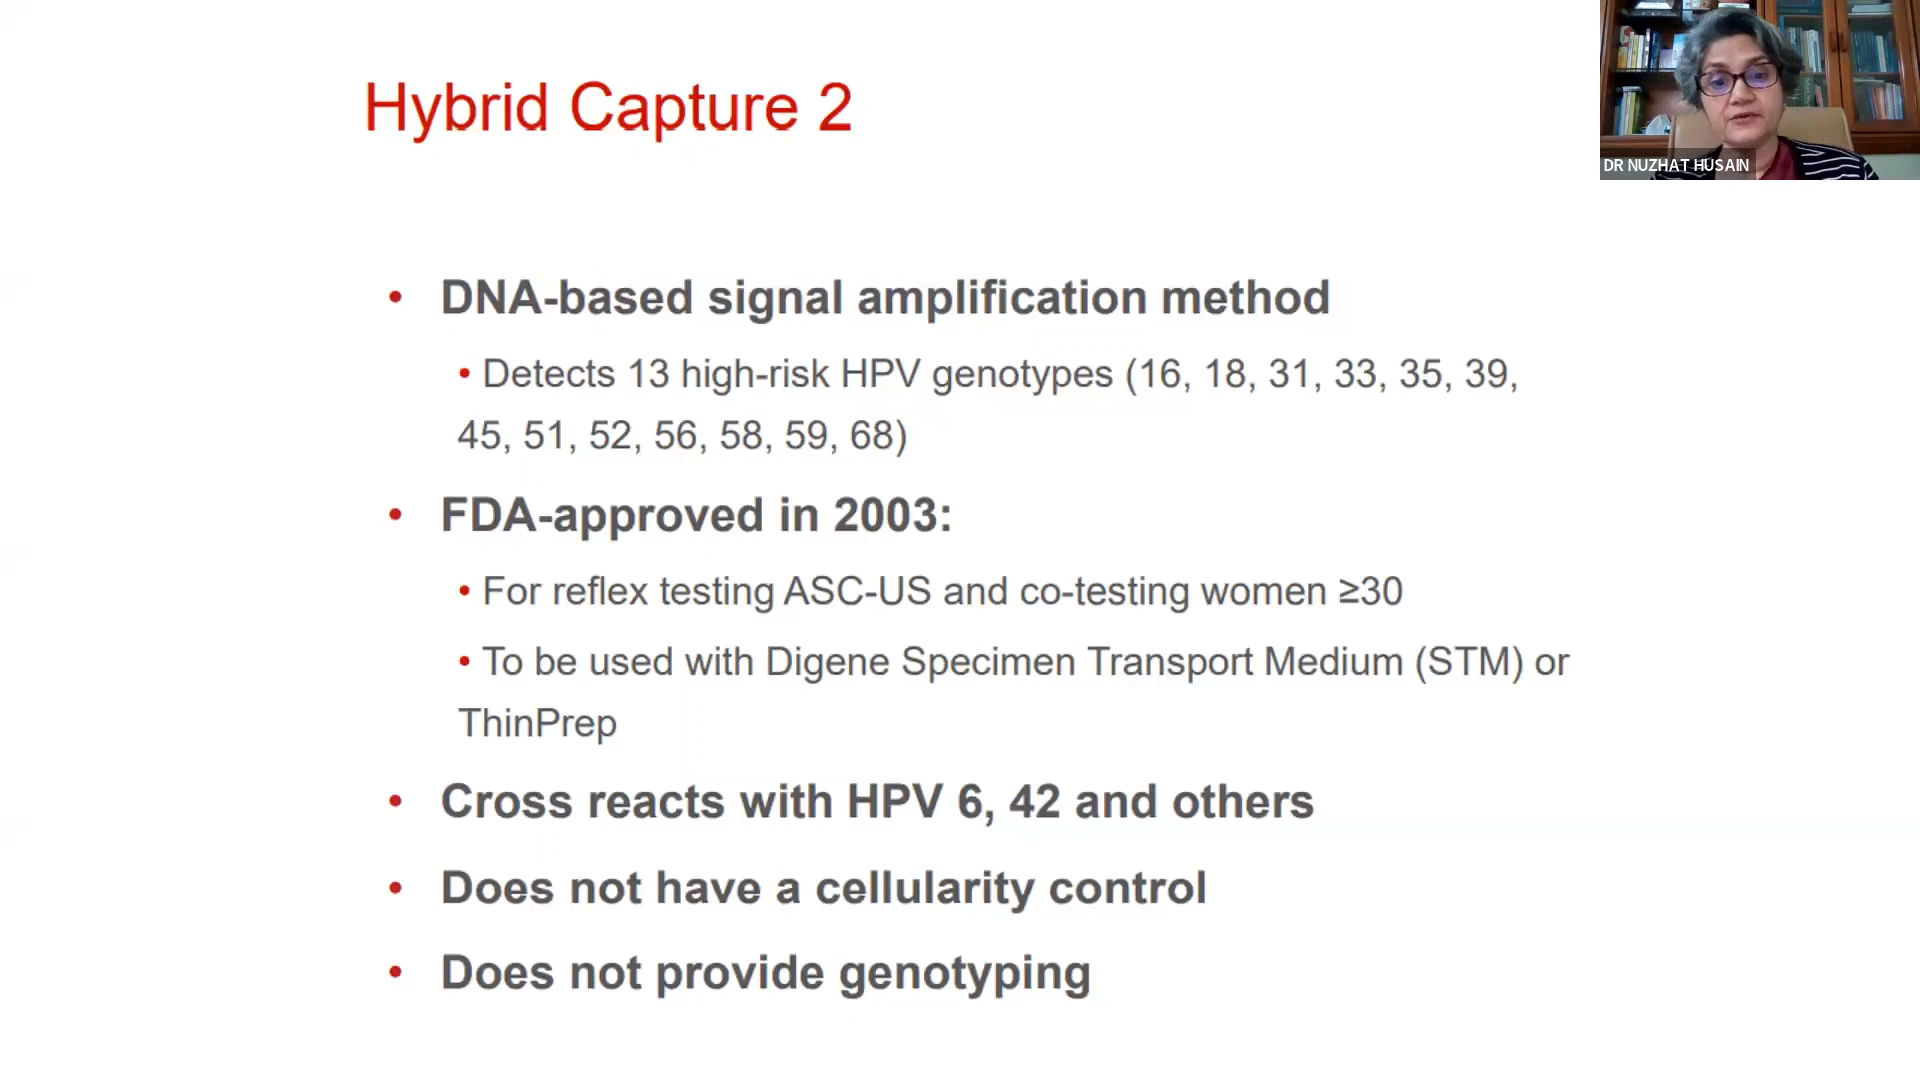 Hybrid Capture 2
DR NUZHAT HUSAIN
• DNA-based signal amplification method
• Detects 13 high-risk HPV genotypes (16, 18, 31, 33, 35, 39,
45, 51, 52, 56, 58, 59, 68)
• FDA-approved in 2003:
• For reflex testing ASC-US and co-testing women ≥30
• To be used with Digene Specimen Transport Medium (STM) or
ThinPrep
• Cross reacts with HPV 6, 42 and others
• Does not have a cellularity control
• Does not provide genotyping